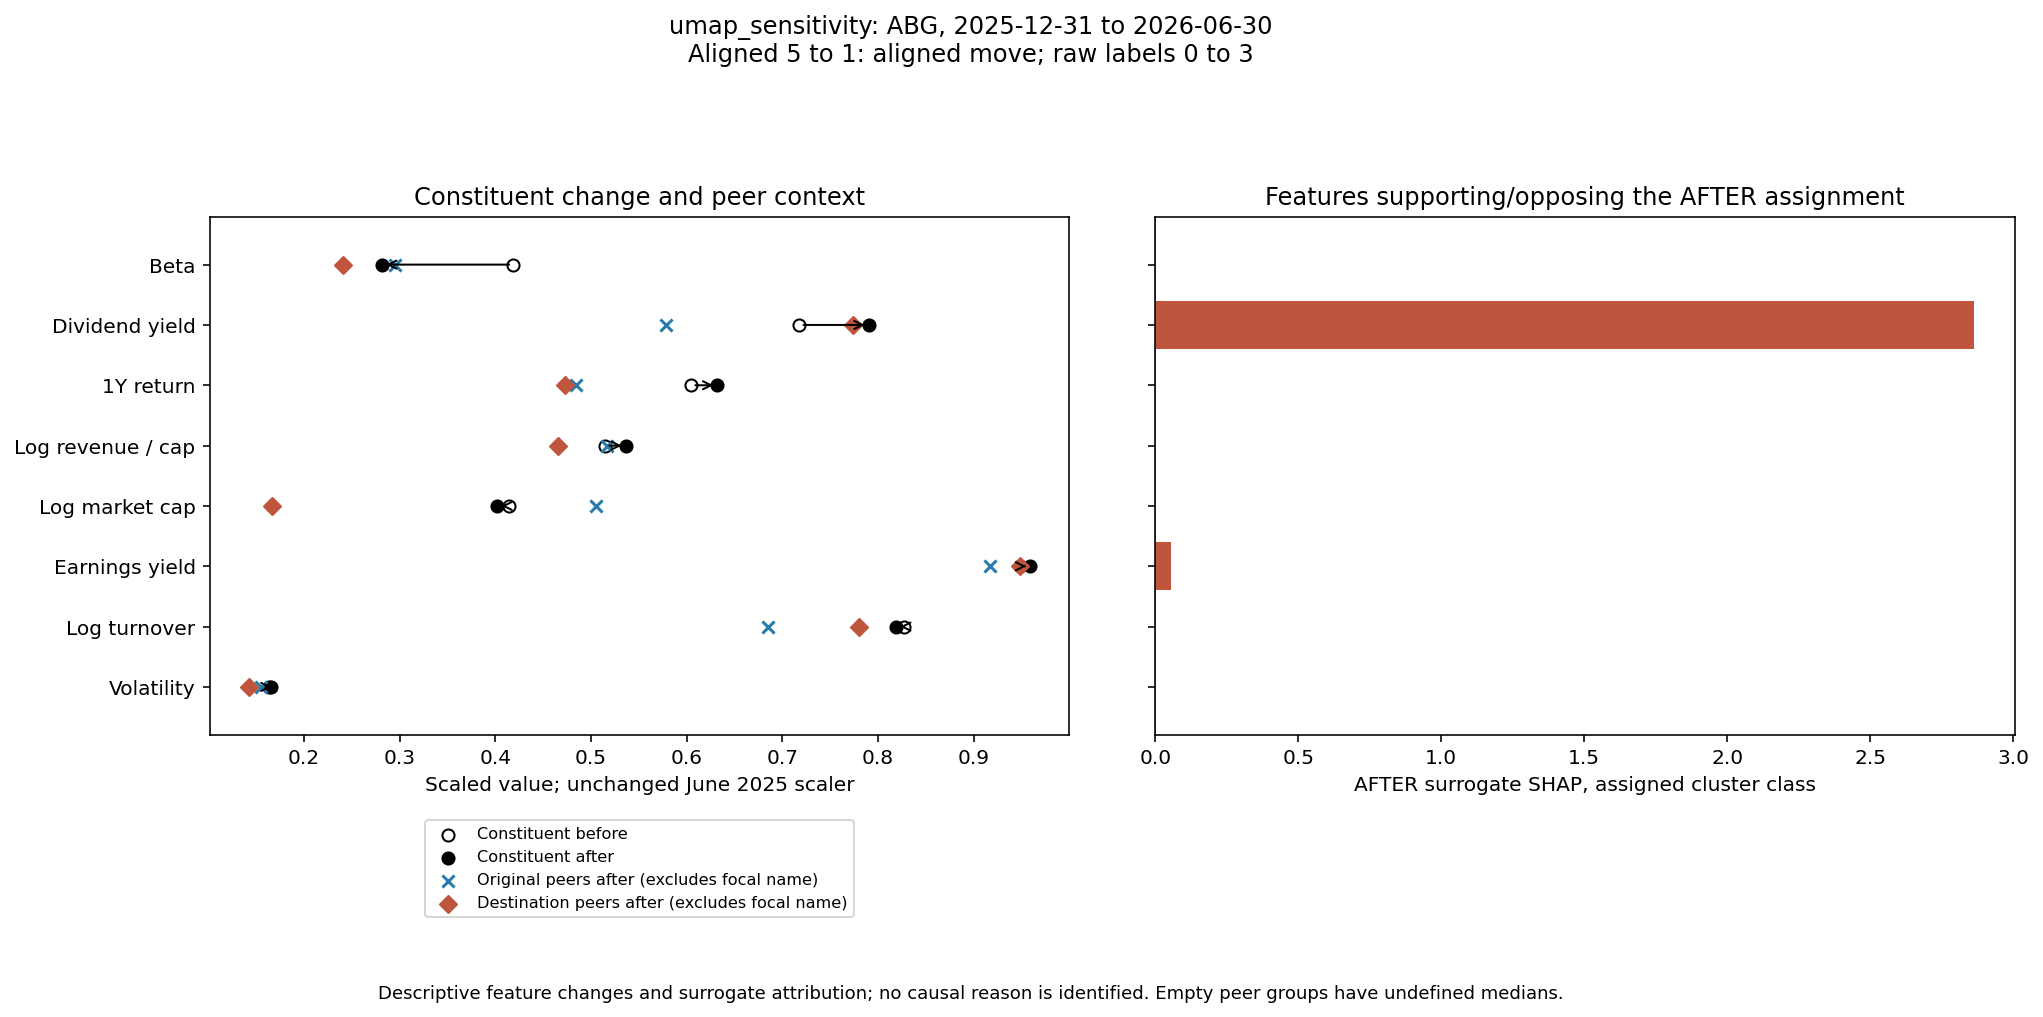 umap_sensitivity: ABG, 2025-12-31 to 2026-06-30
Aligned 5 to 1: aligned move; raw labels 0 to 3
Constituent change and peer context
Beta
Dividend yield
1Y return
Log revenue / cap
Log market cap
Earnings yield
Log turnover
Volatility
0.2 0.3 0.4 0.5 0.6 0.7 0.8 0.9
Scaled value; unchanged June 2025 scaler
Constituent before
Constituent after
Original peers after (excludes focal name)
Destination peers after (excludes focal name)
Features supporting/opposing the AFTER assignment
0.0 0.5 1.0 1.5 2.0 2.5 3.0
AFTER surrogate SHAP, assigned cluster class
Descriptive feature changes and surrogate attribution; no causal reason is identified. Empty peer groups have undefined medians.